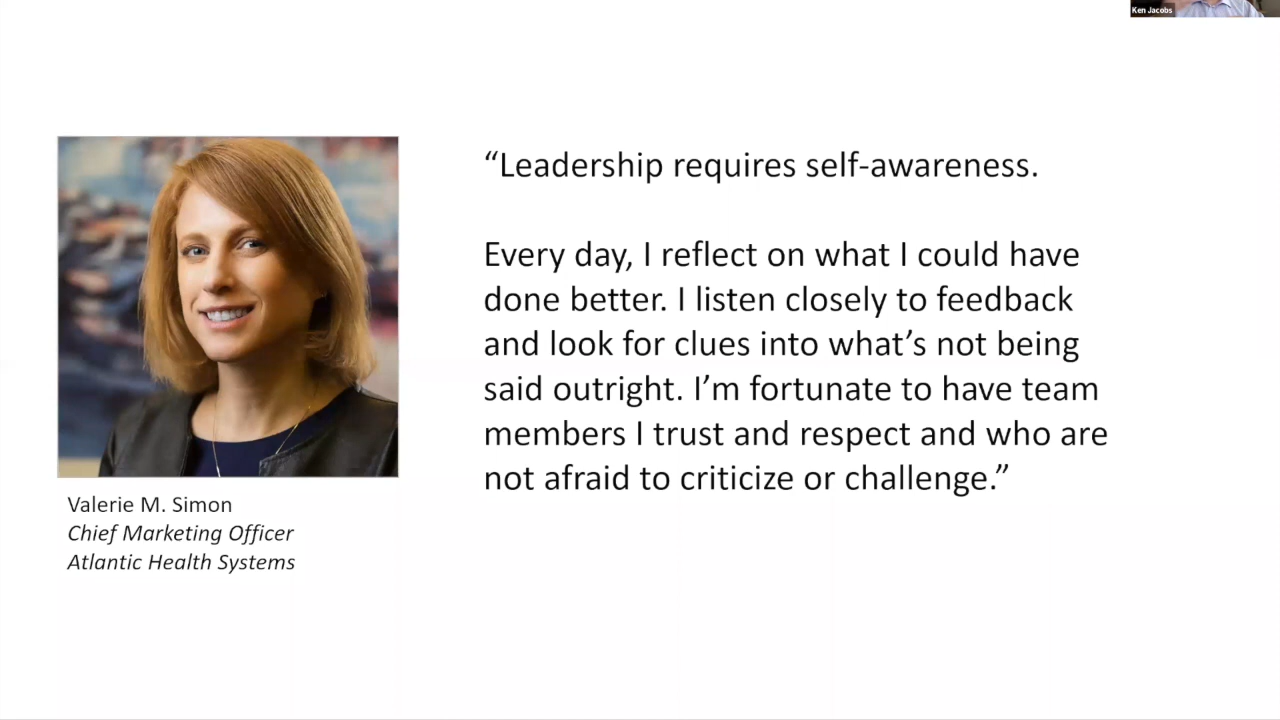 Ken Jacobs
“Leadership requires self-awareness.
Every day, I reflect on what I could have
done better. I listen closely to feedback
and look for clues into what’s not being
said outright. I’m fortunate to have team
members I trust and respect and who are
not afraid to criticize or challenge.”
Valerie M. Simon
Chief Marketing Officer
Atlantic Health Systems